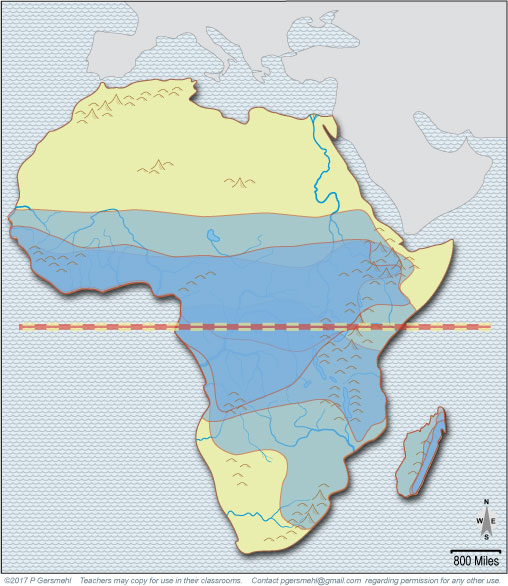 N
W E
S
800 Miles
©2017 P Gersmehl Teachers may copy for use in their classrooms. Contact pgersmehl@gmail.com regarding permission for any other use.